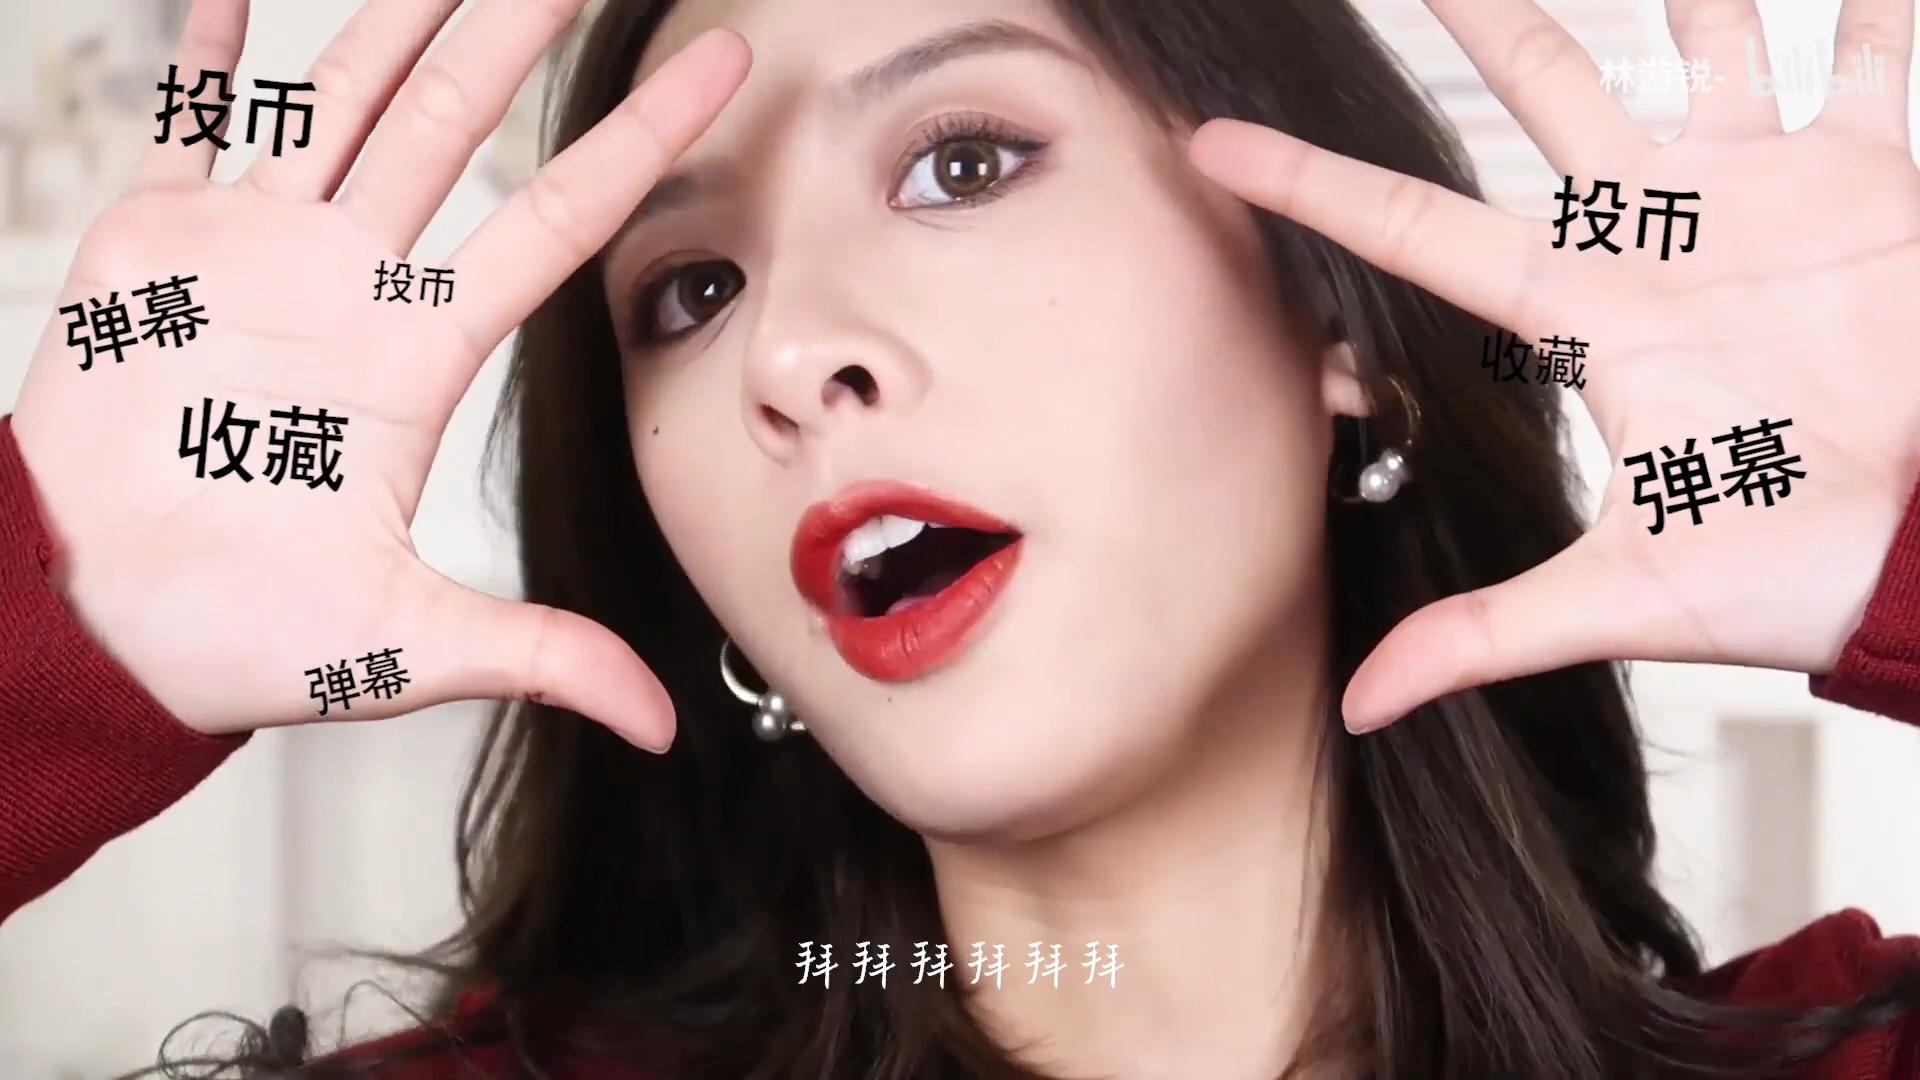 林游锐- bilibili
投币
投币
投币
弹幕
收藏
收藏
弹幕
弹幕
拜拜拜拜拜拜